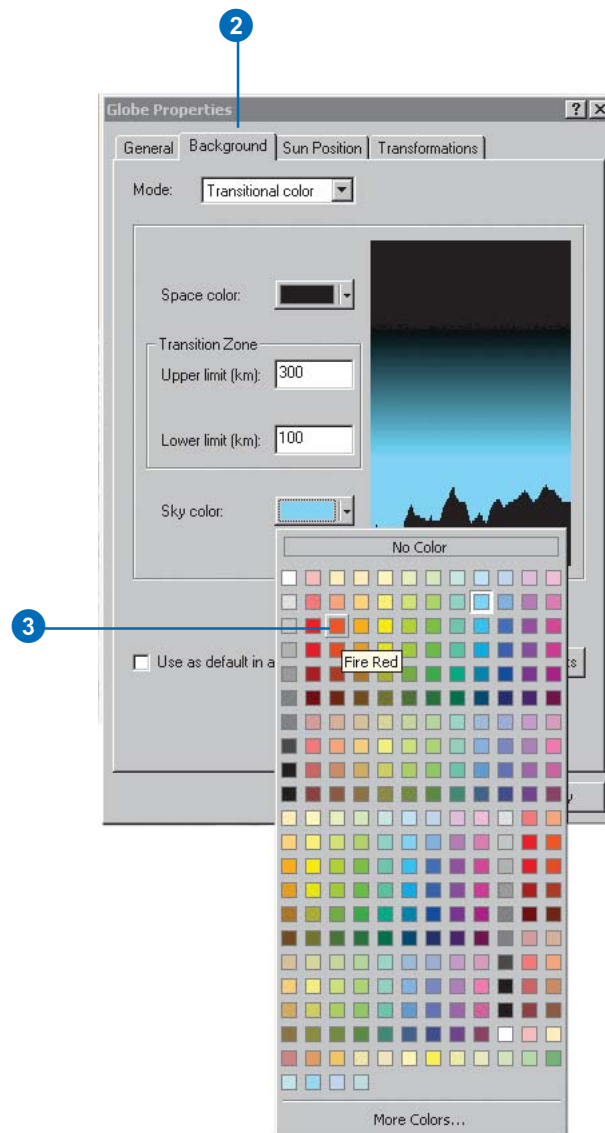 2
Globe Properties
? X
General Background Sun Position Transformations
Mode: Transitional color
Space color:
Transition Zone
Upper limit (km): 300
Lower limit (km): 100
Sky color:
No Color
3
Fire Red
Use as default in a
More Colors...